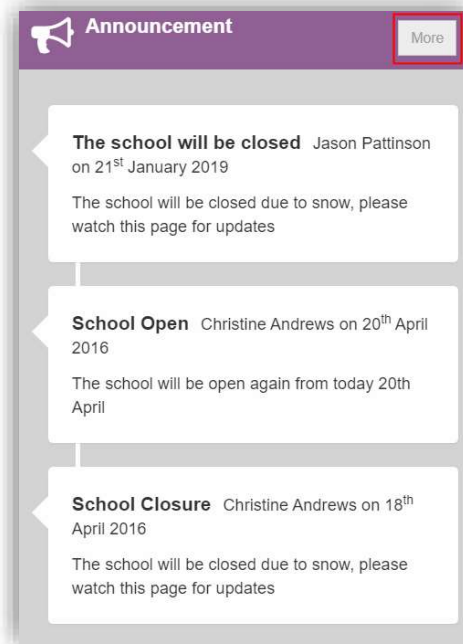 Announcement
More
The school will be closed Jason Pattinson
on 21st January 2019
The school will be closed due to snow, please
watch this page for updates
School Open Christine Andrews on 20th April
2016
The school will be open again from today 20th
April
School Closure Christine Andrews on 18th
April 2016
The school will be closed due to snow, please
watch this page for updates